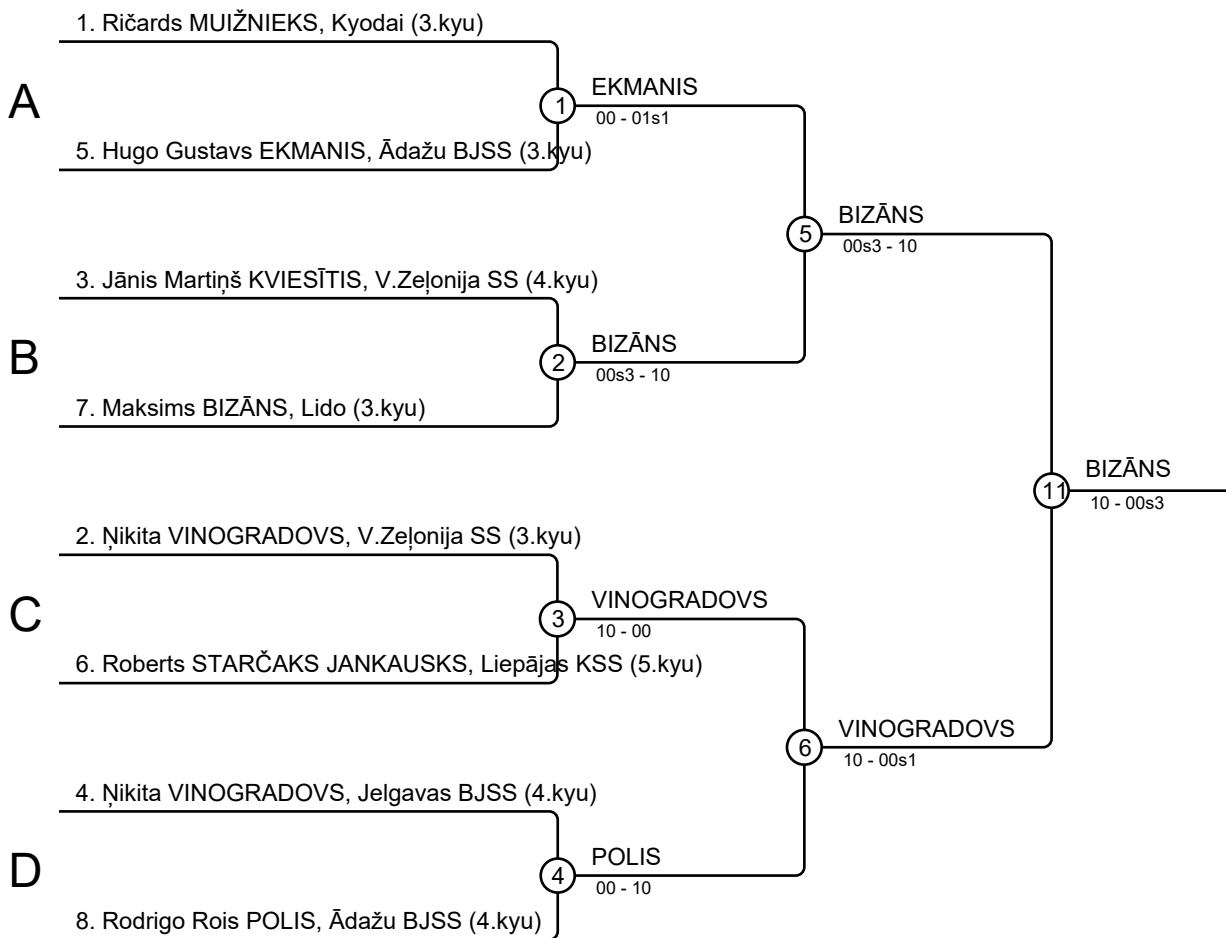 1. Ričards MUIŽNIEKS, Kyodai (3.kyu)
A
1
EKMANIS
00 - 01s1
5. Hugo Gustavs EKMANIS, Ādažu BJSS (3.kyu)
5
BIZĀNS
00s3 - 10
3. Jānis Martiņš KVIESĪTIS, V.Zeļonija SS (4.kyu)
B
2
BIZĀNS
00s3 - 10
7. Maksims BIZĀNS, Lido (3.kyu)
11
BIZĀNS
10 - 00s3
2. Ņikita VINOGRADOVS, V.Zeļonija SS (3.kyu)
C
3
VINOGRADOVS
10 - 00
6. Roberts STARČAKS JANKAUSKS, Liepājas KSS (5.kyu)
6
VINOGRADOVS
10 - 00s1
4. Ņikita VINOGRADOVS, Jelgavas BJSS (4.kyu)
D
4
POLIS
00 - 10
8. Rodrigo Rois POLIS, Ādažu BJSS (4.kyu)